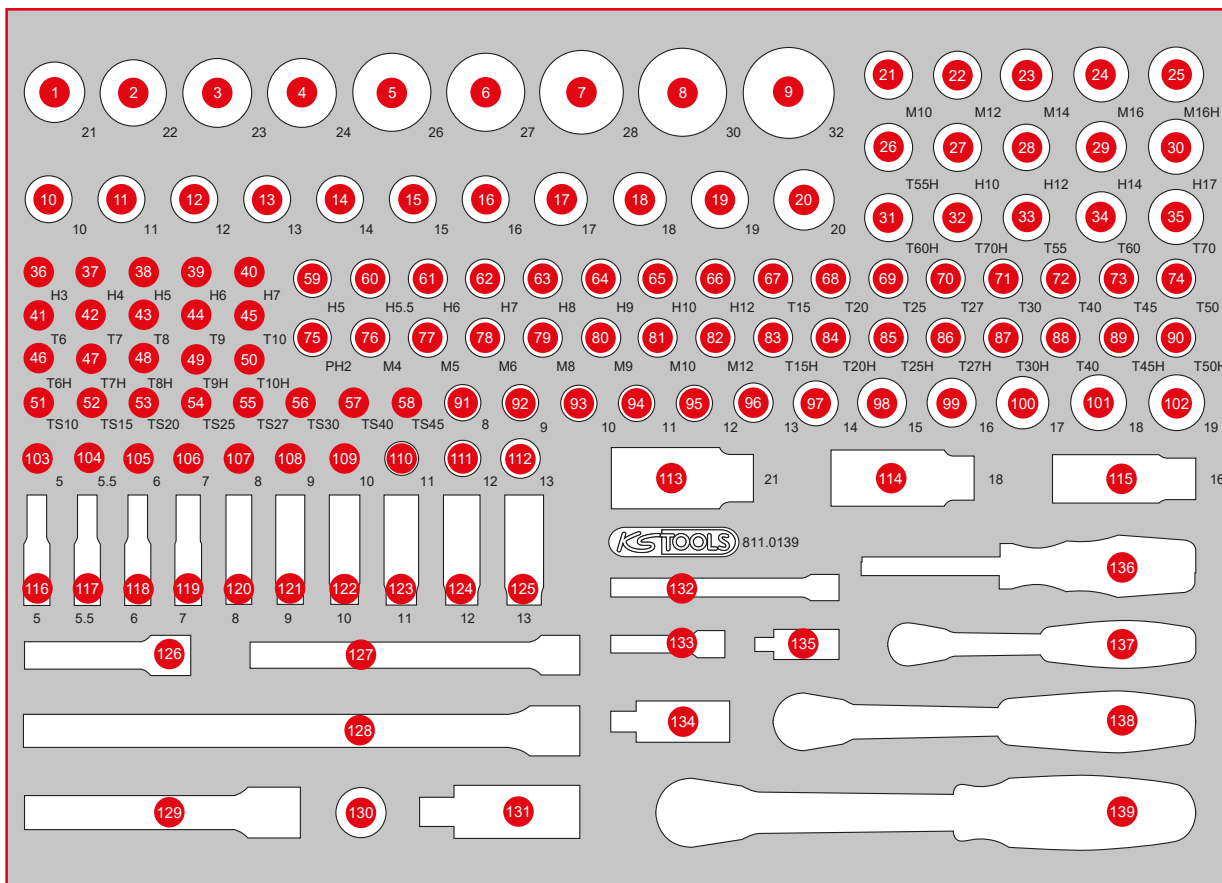 1 2 3 4 5 6 7 8 9
21 22 23 24 26 27 28 30 32
21 22 23 24 25
M10 M12 M14 M16 M16H
26 27 28 29 30
T55H H10 H12 H14 H17
10 11 12 13 14 15 16 17 18 19 20
10 11 12 13 14 15 16 17 18 19 20
31 32 33 34 35
T60H T70H T55 T60 T70
36 37 38 39 40
H3 H4 H5 H6 H7
41 42 43 44 45
T6 T7 T8 T9 T10
46 47 48 49 50
T6H T7H T8H T9H T10H
59 60 61 62 63 64 65 66 67 68 69 70 71 72 73 74
H5 H5.5 H6 H7 H8 H9 H10 H12 T15 T20 T25 T27 T30 T40 T45 T50
75 76 77 78 79 80 81 82 83 84 85 86 87 88 89 90
PH2 M4 M5 M6 M8 M9 M10 M12 T15H T20H T25H T27H T30H T40 T45H T50H
51 52 53 54 55 56 57 58
TS10 TS15 TS20 TS25 TS27 TS30 TS40 TS45
91 92 93 94 95 96 97 98 99 100 101 102
8 9 10 11 12 13 14 15 16 17 18 19
103 104 105 106 107 108 109 110 111 112
5 5.5 6 7 8 9 10 11 12 13
113 21 114 18 115 16
KS TOOLS 811.0139
116 117 118 119 120 121 122 123 124 125
5 5.5 6 7 8 9 10 11 12 13
132 136
126 127 133 135 137
128 134 138
129 130 131 139